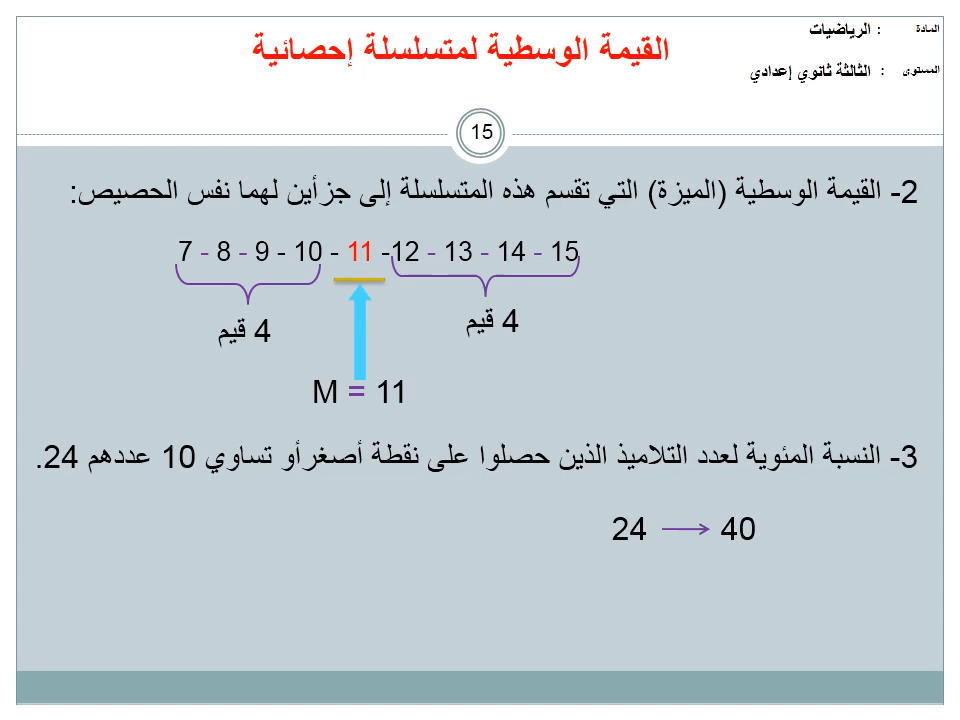 المادة : الرياضيات
المستوى : الثالثة ثانوي إعدادي
القيمة الوسطية لمتسلسلة إحصائية
15
2- القيمة الوسطية (الميزة) التي تقسم هذه المتسلسلة إلى جزأين لهما نفس الحصيص:
7 - 8 - 9 - 10 - 11 -12 - 13 - 14 - 15
4 قيم
4 قيم
M = 11
3- النسبة المئوية لعدد التلاميذ الذين حصلوا على نقطة أصغرأو تساوي 10 عددهم 24.
24 → 40